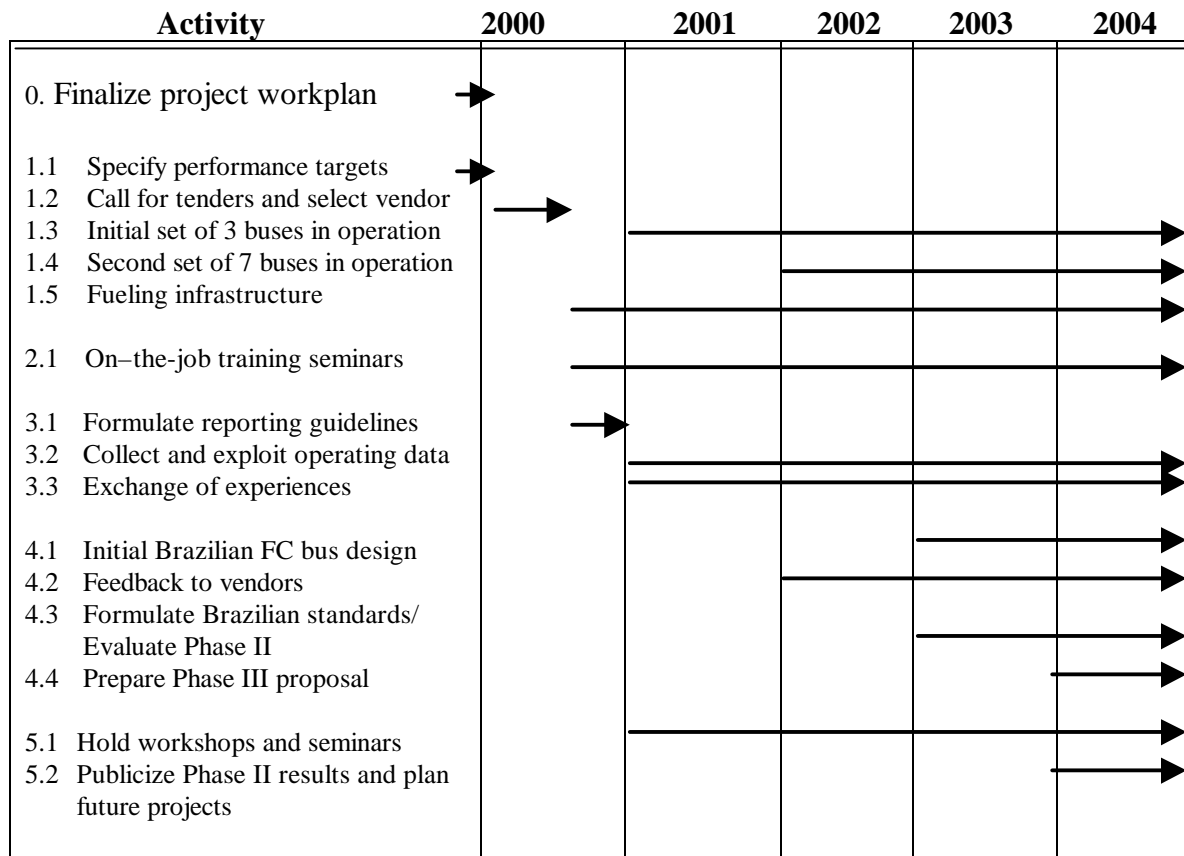 Activity 2000 2001 2002 2003 2004
0. Finalize project workplan
1.1 Specify performance targets
1.2 Call for tenders and select vendor
1.3 Initial set of 3 buses in operation
1.4 Second set of 7 buses in operation
1.5 Fueling infrastructure
2.1 On–the-job training seminars
3.1 Formulate reporting guidelines
3.2 Collect and exploit operating data
3.3 Exchange of experiences
4.1 Initial Brazilian FC bus design
4.2 Feedback to vendors
4.3 Formulate Brazilian standards/
Evaluate Phase II
4.4 Prepare Phase III proposal
5.1 Hold workshops and seminars
5.2 Publicize Phase II results and plan
future projects